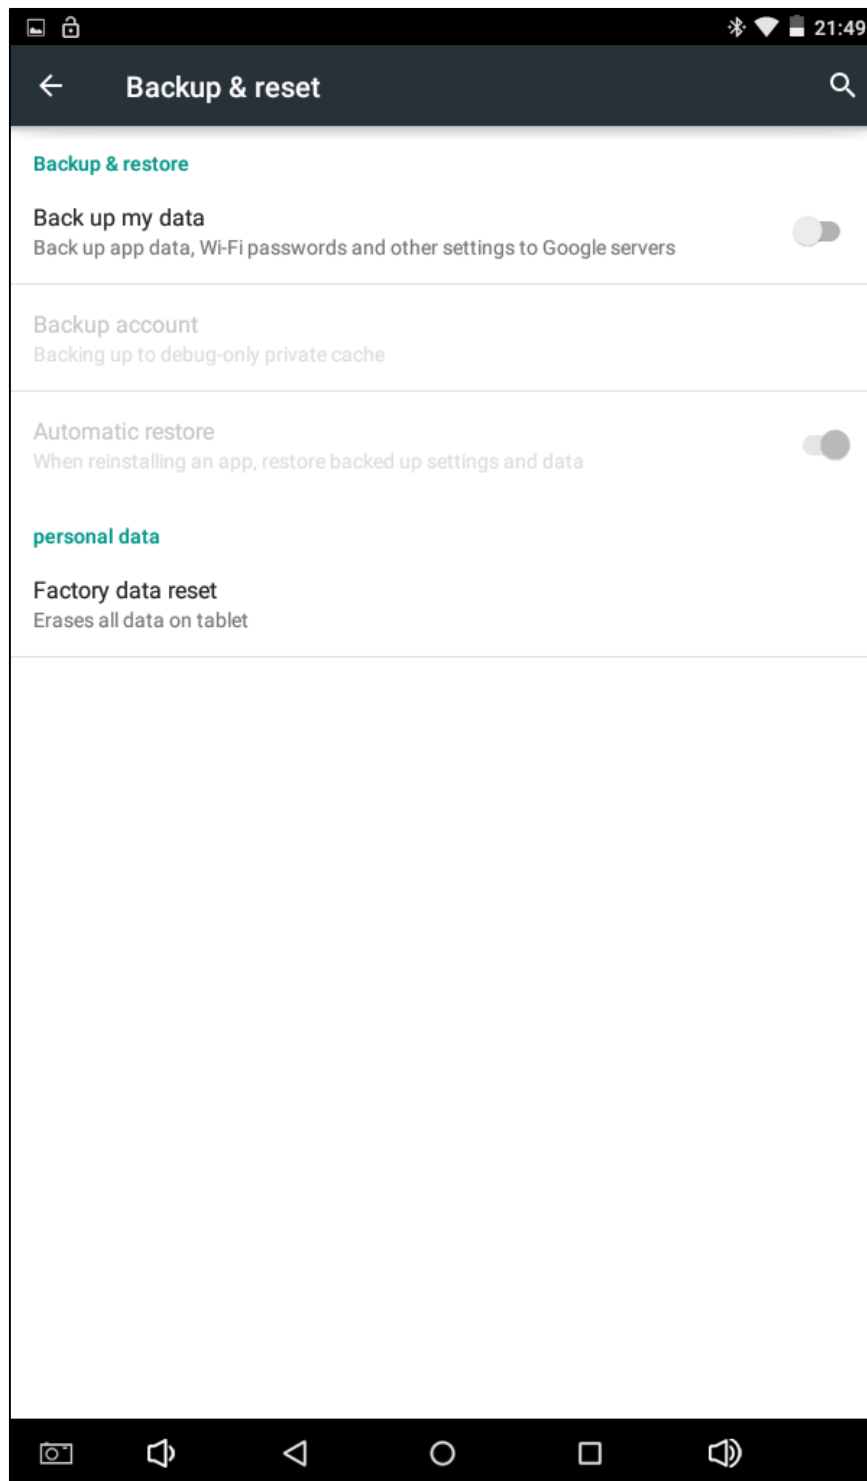 21:49
Backup & reset
Backup & restore
Back up my data
Back up app data, Wi-Fi passwords and other settings to Google servers
Backup account
Backing up to debug-only private cache
Automatic restore
When reinstalling an app, restore backed up settings and data
personal data
Factory data reset
Erases all data on tablet